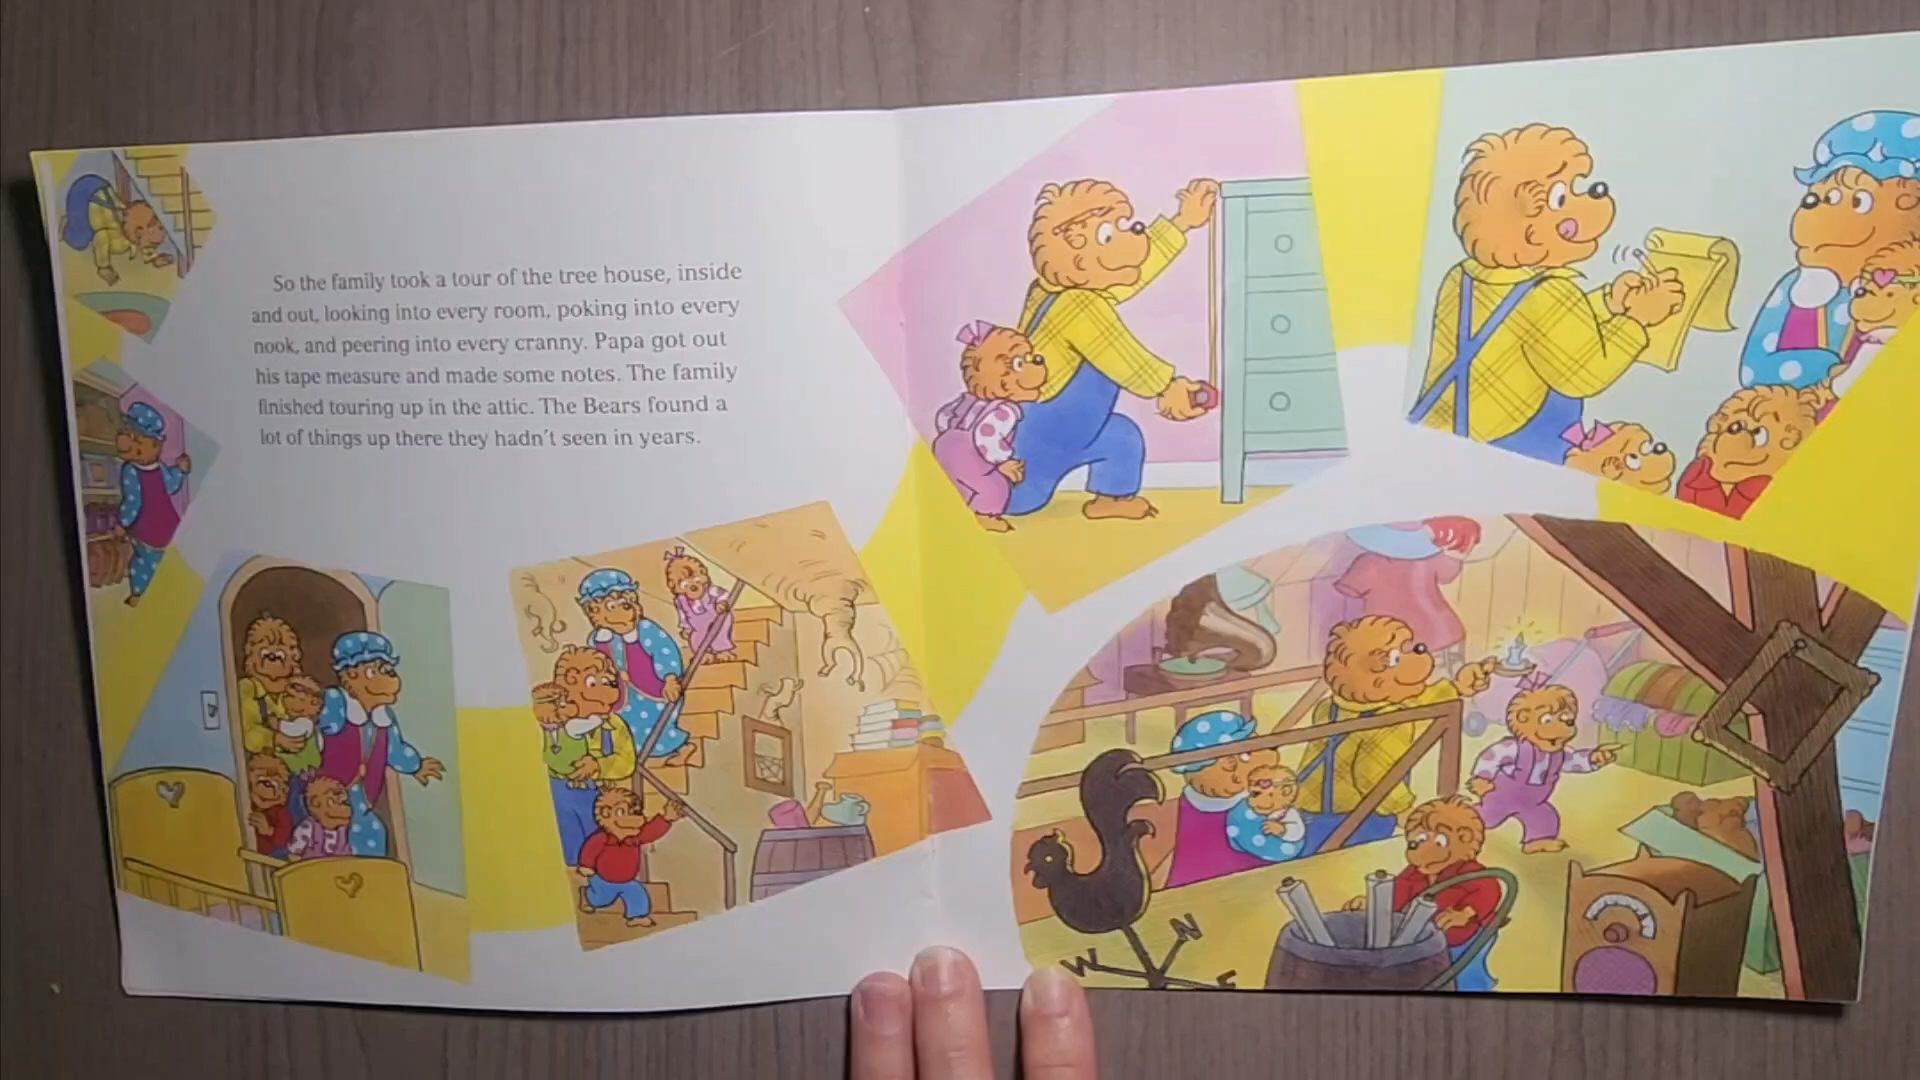 So the family took a tour of the tree house, inside
and out, looking into every room, poking into every
nook, and peering into every cranny. Papa got out
his tape measure and made some notes. The family
finished touring up in the attic. The Bears found a
lot of things up there they hadn't seen in years.
N
W